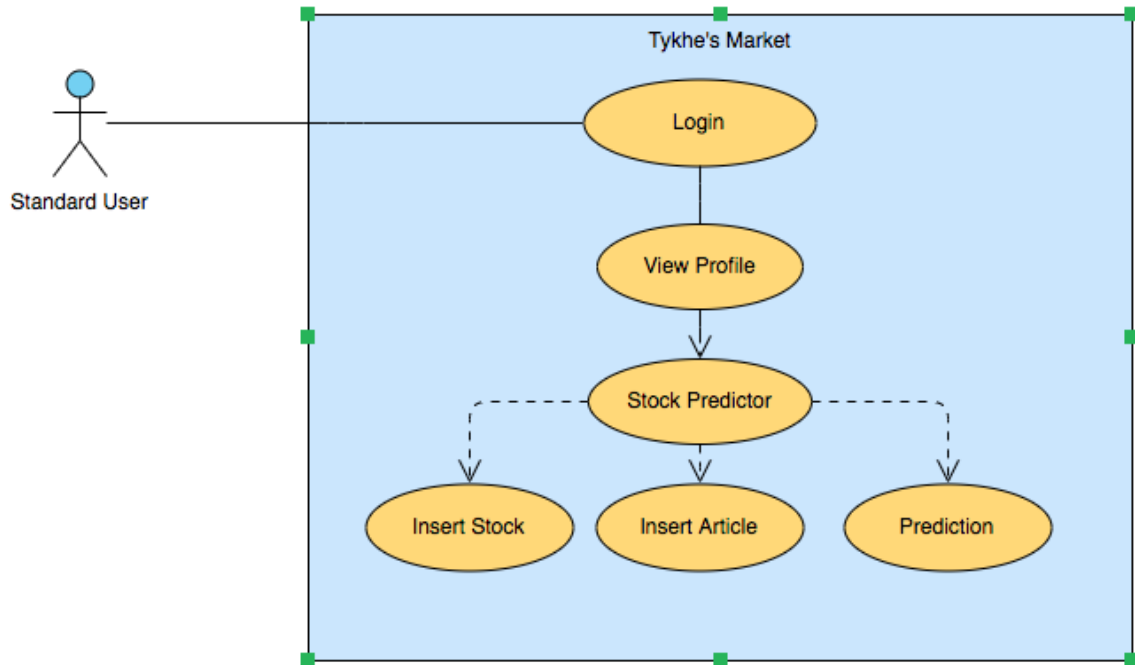 Tykhe's Market
Login
Standard User
View Profile
Stock Predictor
Insert Stock
Insert Article
Prediction